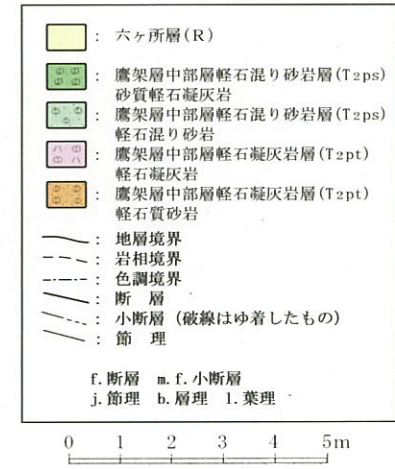 : 六ヶ所層(R)
: 鷹架層中部層軽石混り砂岩層(T2ps)
砂質軽石凝灰岩
: 鷹架層中部層軽石混り砂岩層(T2ps)
軽石混り砂岩
: 鷹架層中部層軽石凝灰岩層(T2pt)
軽石凝灰岩
: 鷹架層中部層軽石凝灰岩層(T2pt)
軽石質砂岩
: 地層境界
: 岩相境界
: 色調境界
: 断 層
: 小断層 (破線はゆ着したもの)
: 節 理
f.断層 m.f.小断層
j.節理 b.層理 l.葉理
0 1 2 3 4 5m